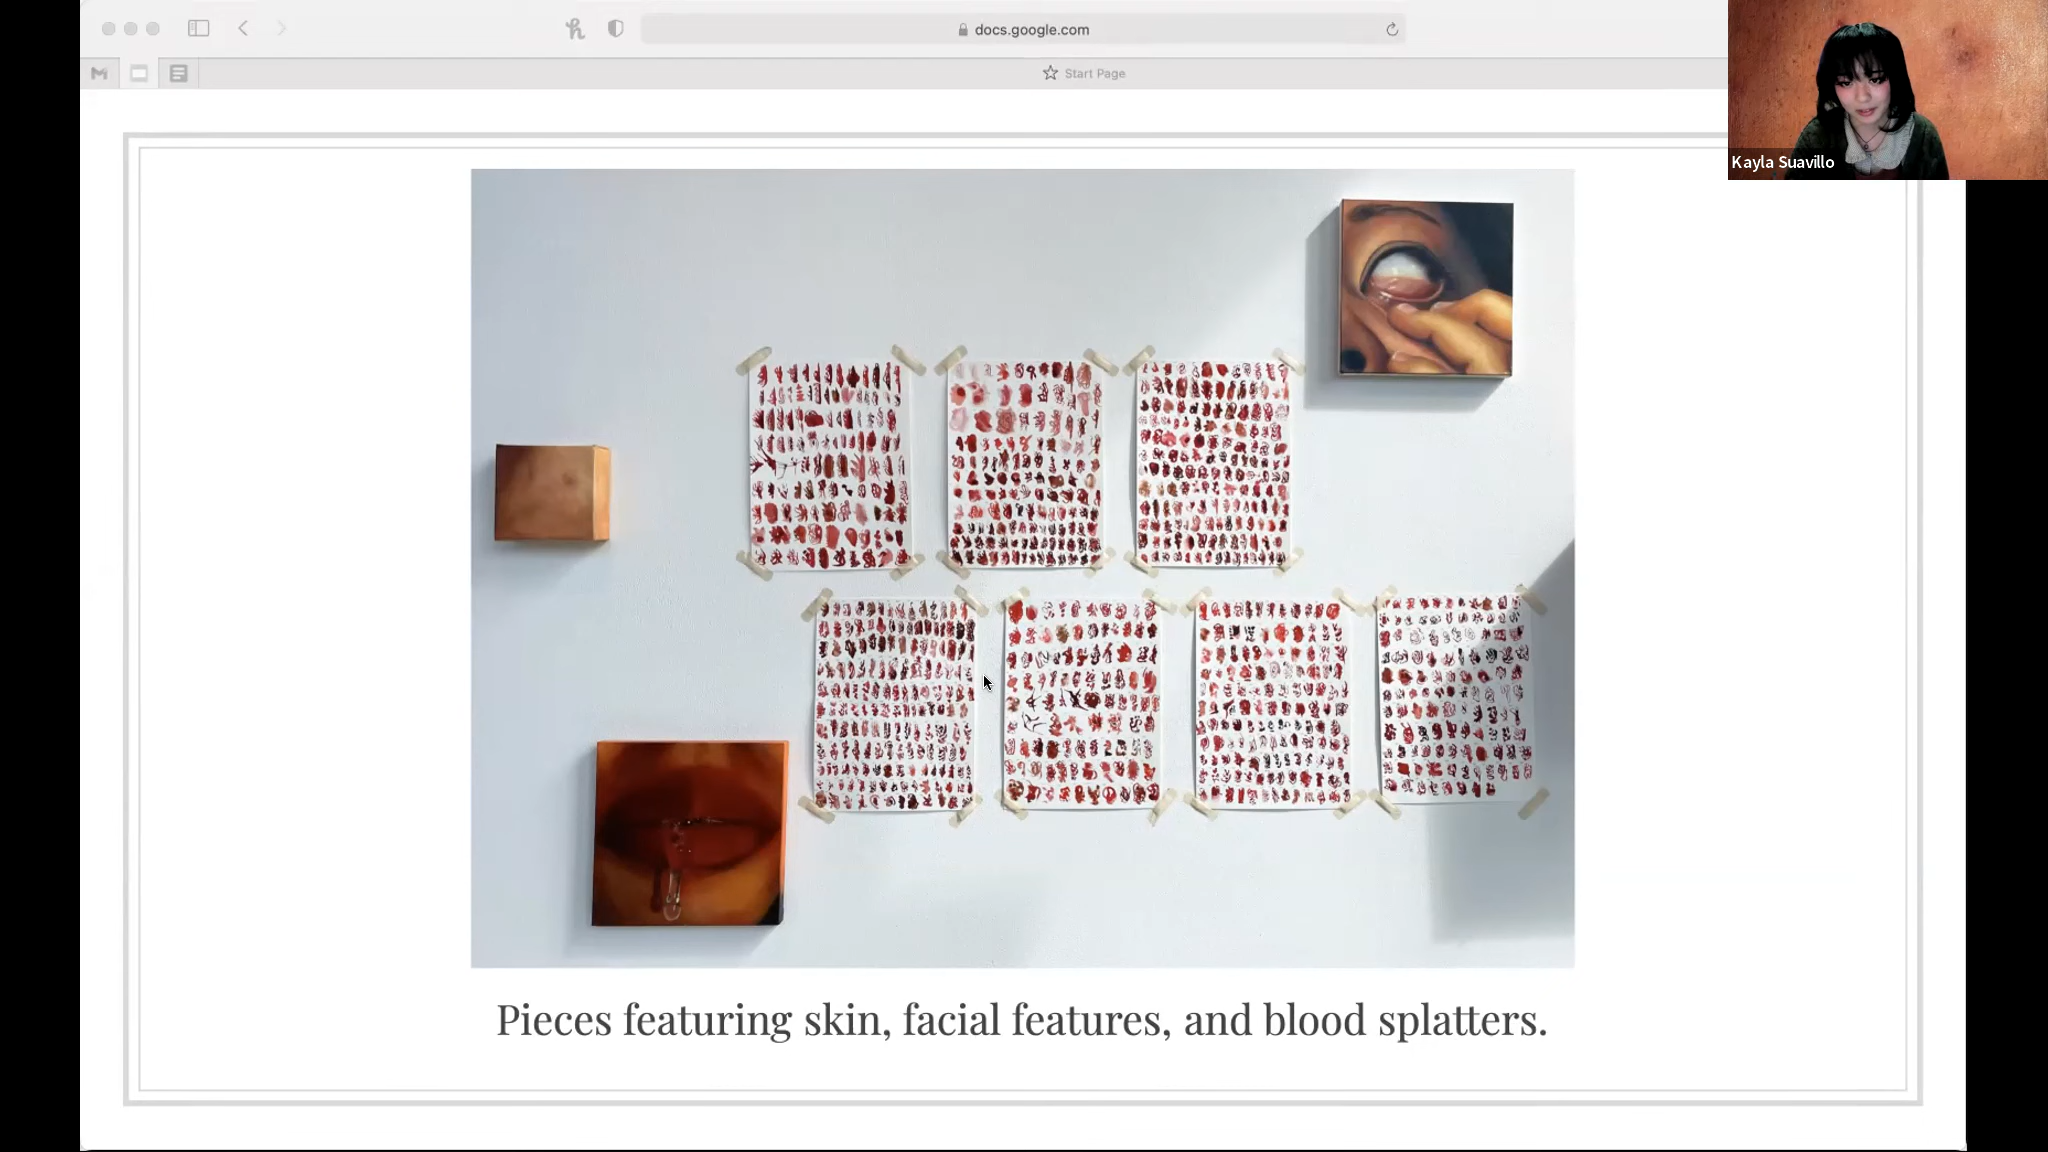 docs.google.com
Start Page
Kayla Suavillo
Pieces featuring skin, facial features, and blood splatters.